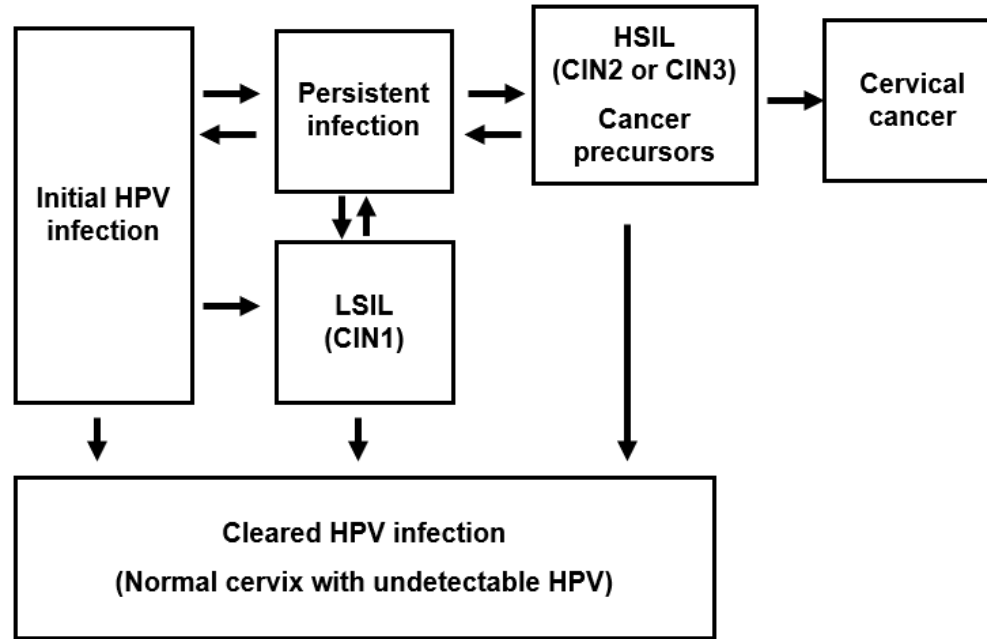 Initial HPV
infection
Persistent
infection
LSIL
(CIN1)
HSIL
(CIN2 or CIN3)
Cancer
precursors
Cervical
cancer
Cleared HPV infection
(Normal cervix with undetectable HPV)